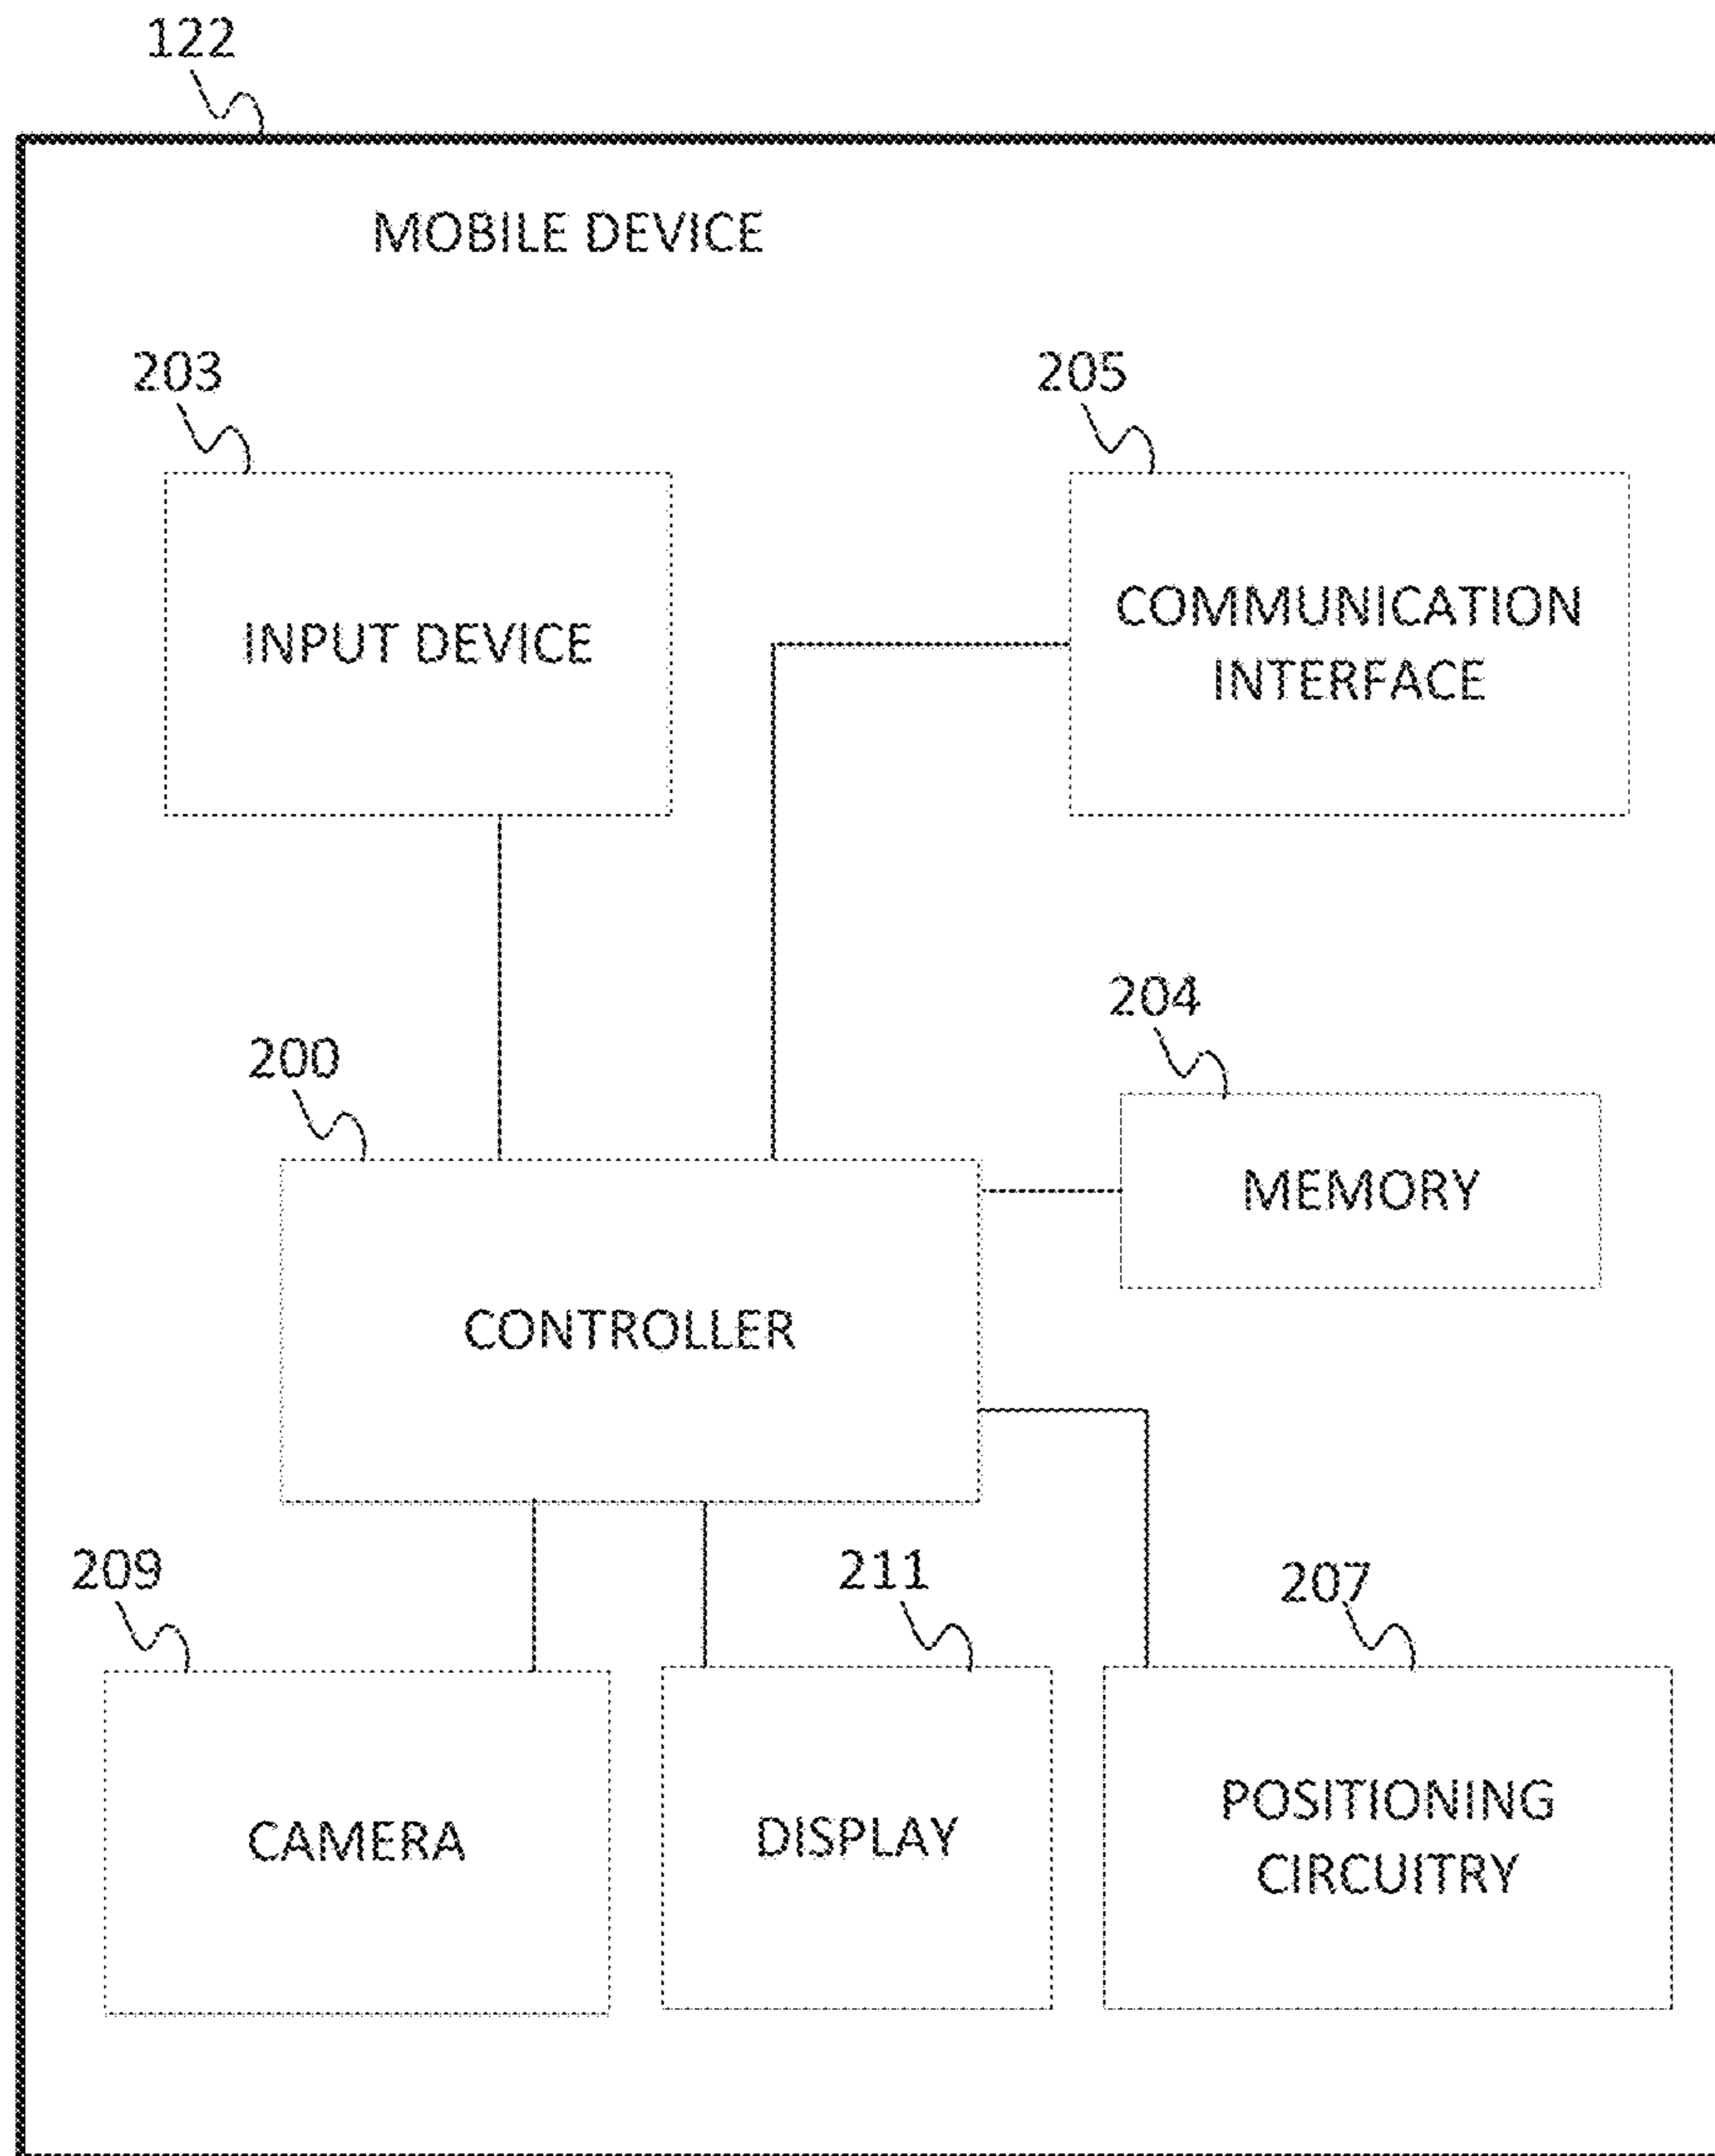 122
MOBILE DEVICE
203
205
INPUT DEVICE
COMMUNICATION
INTERFACE
204
200
MEMORY
CONTROLLER
209
211
207
CAMERA
DISPLAY
POSITIONING
CIRCUITRY